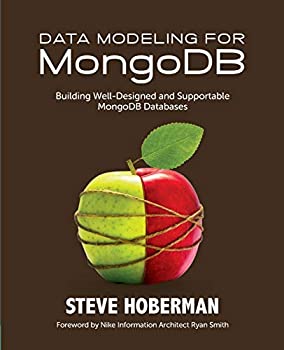 DATA MODELING FOR
MongoDB
Building Well-Designed and Supportable
MongoDB Databases
STEVE HOBERMAN
Foreword by Nike Information Architect Ryan Smith